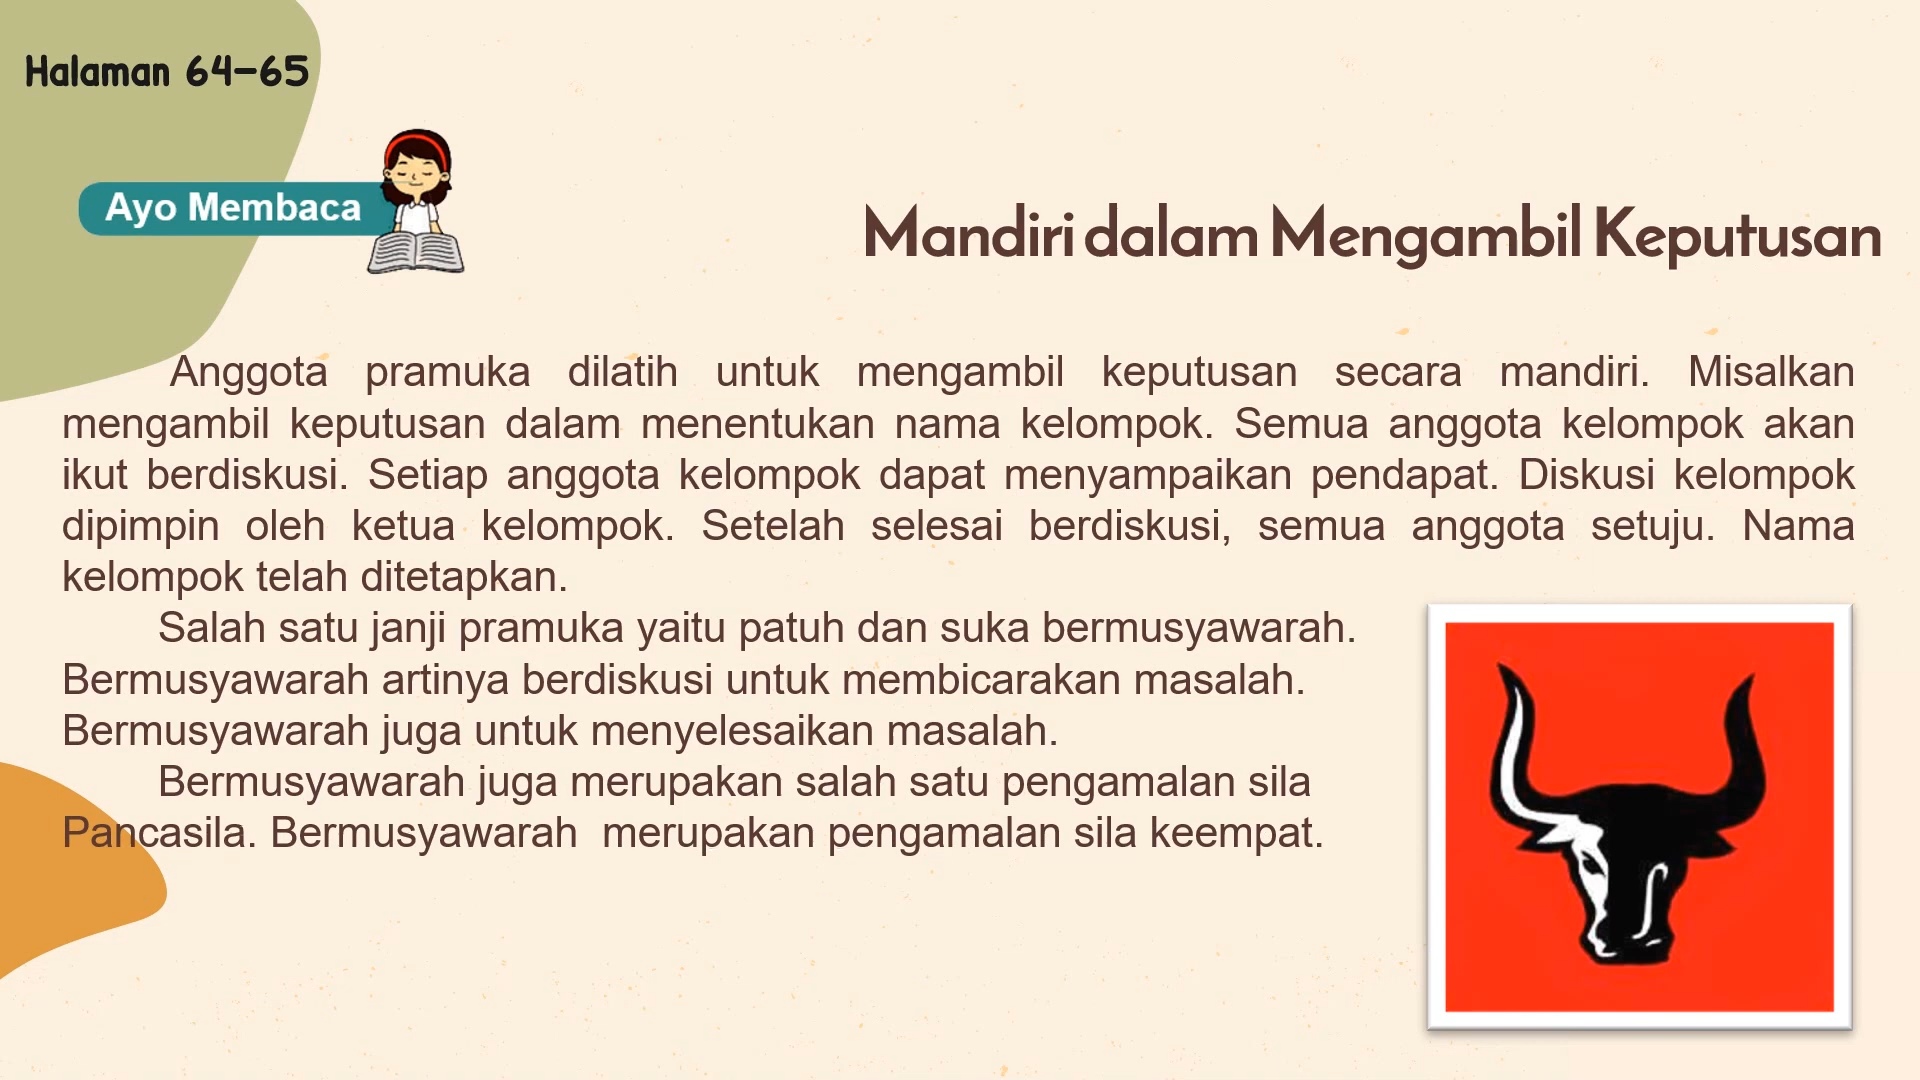 Halaman 64-65
Ayo Membaca
Mandiri dalam Mengambil Keputusan
Anggota pramuka dilatih untuk mengambil keputusan secara mandiri. Misalkan
mengambil keputusan dalam menentukan nama kelompok. Semua anggota kelompok akan
ikut berdiskusi. Setiap anggota kelompok dapat menyampaikan pendapat. Diskusi kelompok
dipimpin oleh ketua kelompok. Setelah selesai berdiskusi, semua anggota setuju. Nama
kelompok telah ditetapkan.
Salah satu janji pramuka yaitu patuh dan suka bermusyawarah.
Bermusyawarah artinya berdiskusi untuk membicarakan masalah.
Bermusyawarah juga untuk menyelesaikan masalah.
Bermusyawarah juga merupakan salah satu pengamalan sila
Pancasila. Bermusyawarah merupakan pengamalan sila keempat.